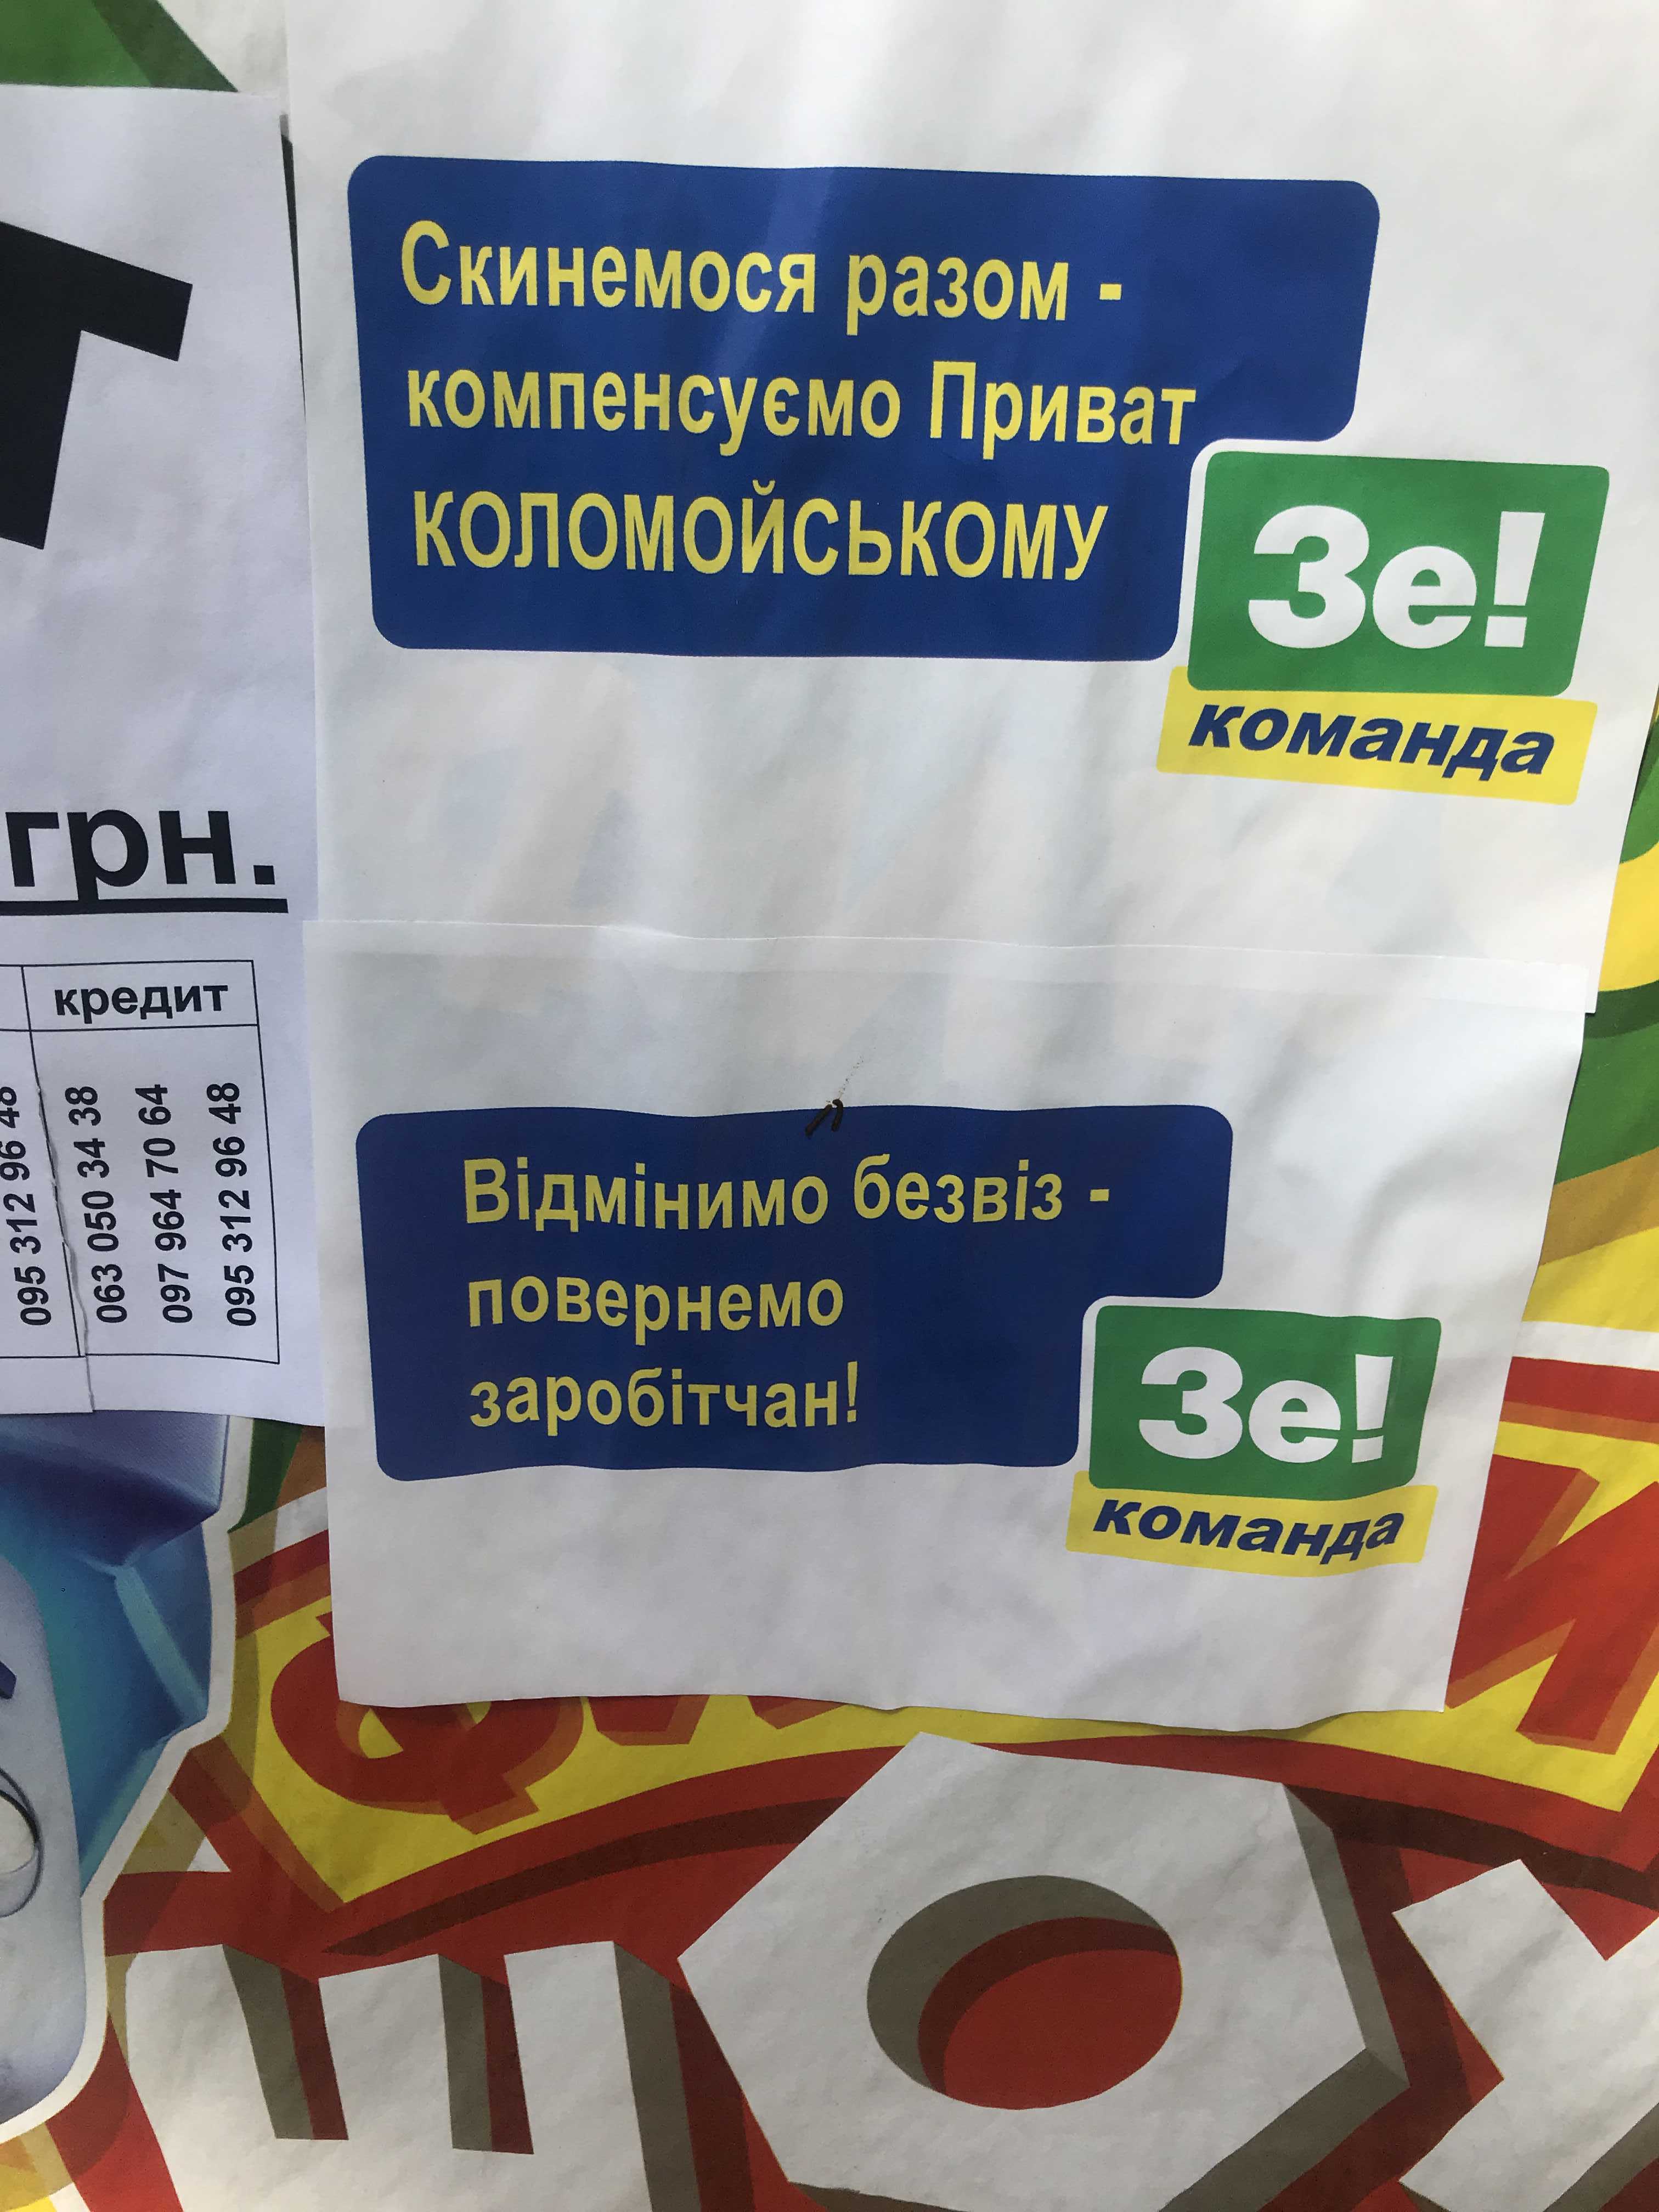 Скинемося разом -
компенсуємо Приват
КОЛОМОЙСЬКОМУ
Зе!
команда
грн.
кредит
095 312 96 48
063 050 34 38
097 964 70 64
095 312 96 48
Відмінимо безвіз -
повернемо
заробітчан!
Зе!
команда